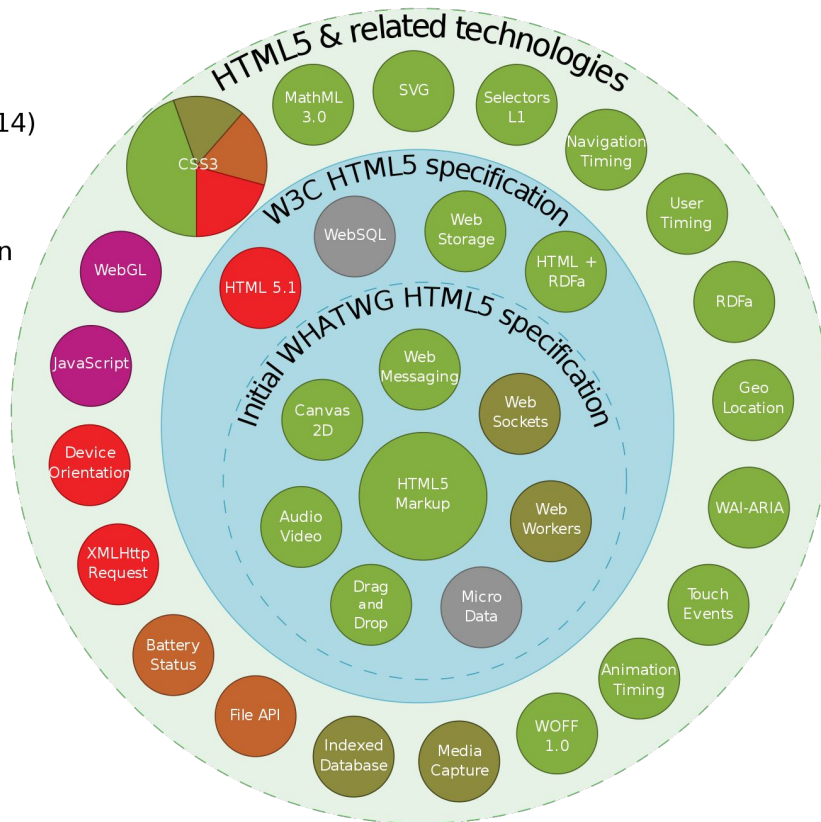 14)
n
HTML5 & related technologies
MathML
3.0
SVG
Selectors
L1
Navigation
Timing
User
Timing
RDFa
Geo
Location
WAI-ARIA
Touch
Events
Animation
Timing
WOFF
1.0
Media
Capture
Indexed
Database
File API
Battery
Status
XMLHttp
Request
Device
Orientation
JavaScript
WebGL
CSS3
W3C HTML5 specification
HTML 5.1
WebSQL
Web
Storage
HTML +
RDFa
Initial WHATWG HTML5 specification
Web
Messaging
Web
Sockets
Web
Workers
Micro
Data
Drag
and
Drop
Audio
Video
Canvas
2D
HTML5
Markup